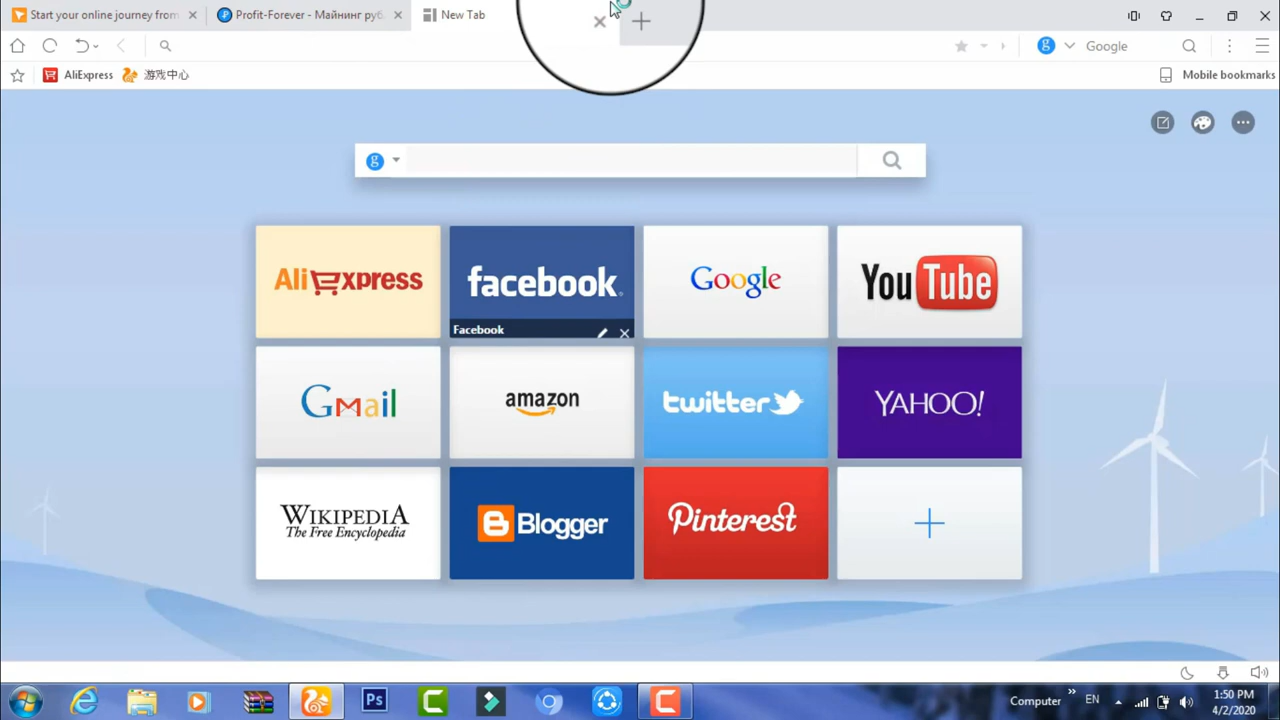 Start your online journey from
Profit-Forever - Майнинг руб
New Tab
Google
AliExpress
游戏中心
Mobile bookmarks
AliExpress
facebook
Google
YouTube
Facebook
Gmail
amazon
twitter
YAHOO!
WIKIPEDIA
The Free Encyclopedia
Blogger
Pinterest
Ps
Computer
EN
1:50 PM
4/2/2020